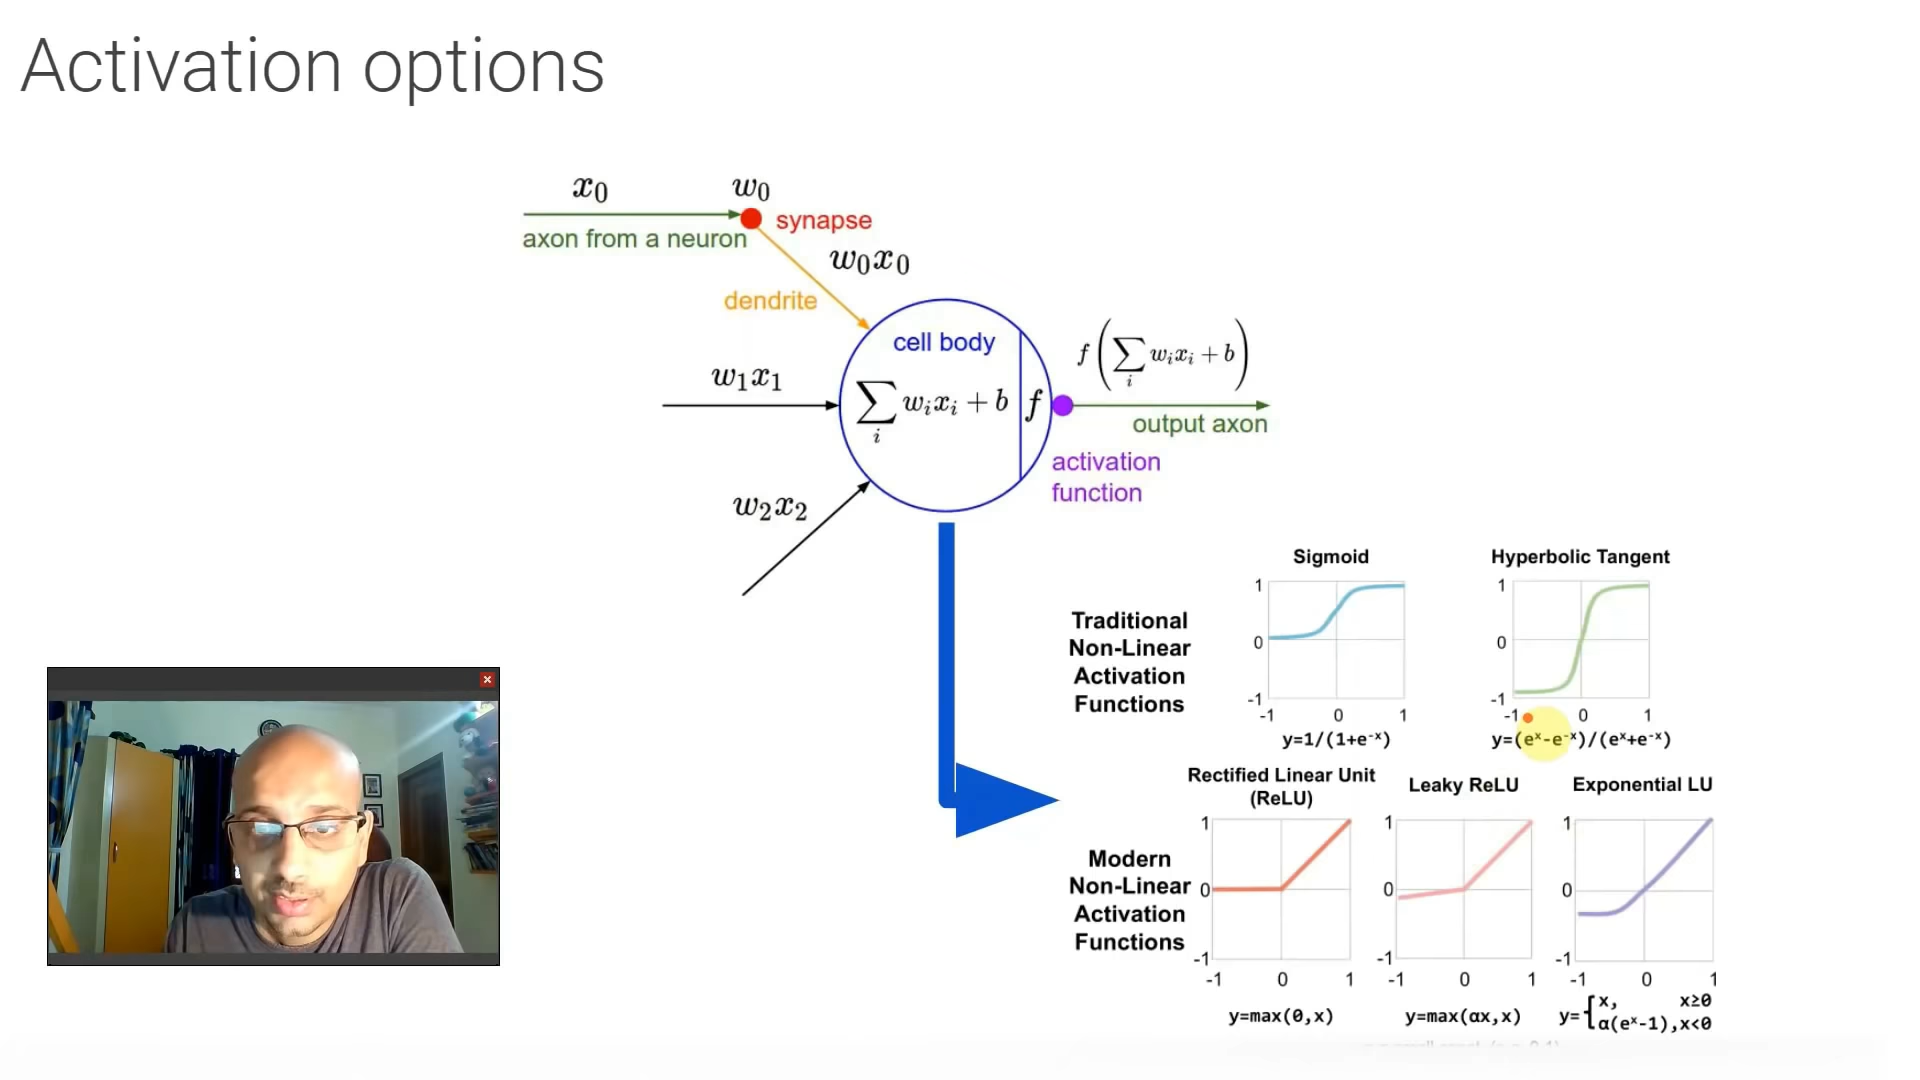 Activation options
x₀
w₀
synapse
axon from a neuron
w₀x₀
dendrite
cell body
f(∑ᵢ wᵢxᵢ + b)
w₁x₁
∑ᵢ wᵢxᵢ + b
f
output axon
activation
function
w₂x₂
Traditional
Non-Linear
Activation
Functions
Sigmoid
1
0
-1
-1 0 1
y=1/(1+e⁻ˣ)
Hyperbolic Tangent
1
0
-1
-1 0 1
y=(eˣ-e⁻ˣ)/(eˣ+e⁻ˣ)
Modern
Non-Linear
Activation
Functions
Rectified Linear Unit
(ReLU)
1
0
-1
-1 0 1
y=max(0,x)
Leaky ReLU
1
0
-1
-1 0 1
y=max(αx,x)
Exponential LU
1
0
-1
-1 0 1
y={x, x≥0
α(eˣ-1),x<0